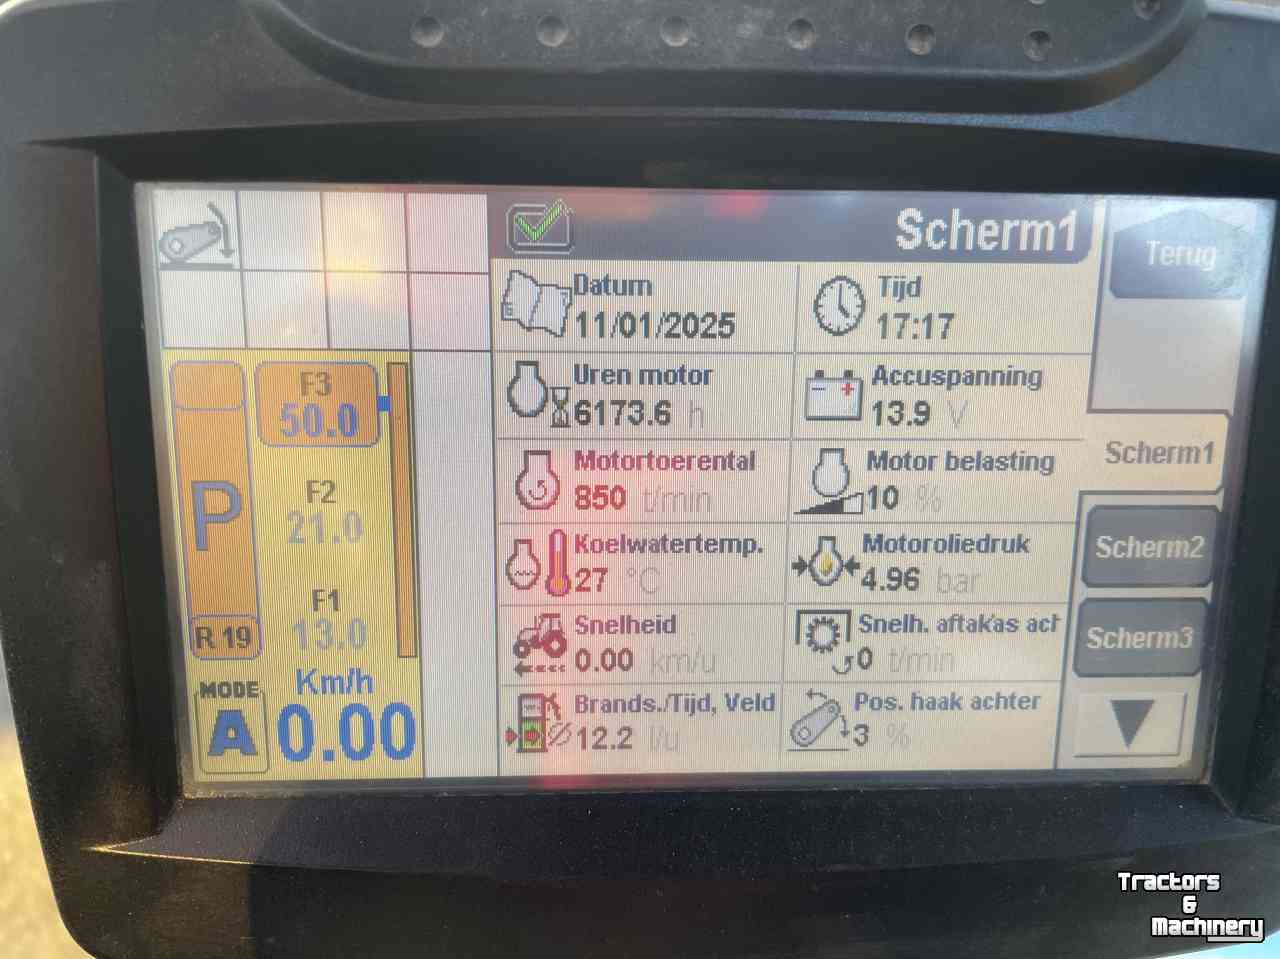 Scherm1
Terug
Datum
11/01/2025
Tijd
17:17
Uren motor
6173.6 h
Accuspanning
13.9 V
Motortoerental
850 t/min
Motor belasting
10 %
Koelwatertemp.
27 °C
Motoroliedruk
4.96 bar
Snelheid
0.00 km/u
Snelh. aftakas ach
0 t/min
Brands./Tijd, Veld
12.2 l/u
Pos. haak achter
3 %
Scherm1
Scherm2
Scherm3
F3
50.0
F2
21.0
F1
13.0
P
R 19
MODE
A
Km/h
0.00
Tractors
&
Machinery